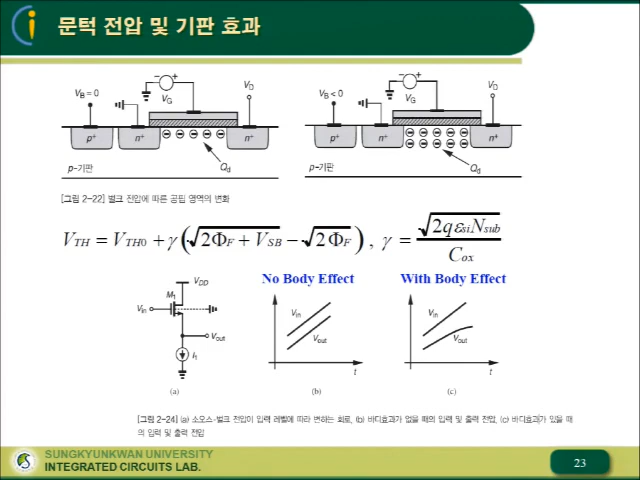 문턱 전압 및 기판 효과
V_B = 0
V_G
V_D
p+
n+
n+
p-기판
Q_d
V_B < 0
V_G
V_D
p+
n+
n+
p-기판
Q_d
[그림 2-22] 벌크 전압에 따른 공핍 영역의 변화
V_TH = V_TH0 + γ(√(2Φ_F + V_SB) − √(2Φ_F)), γ = √(2qε_si N_sub) / C_ox
No Body Effect
With Body Effect
V_DD
M_1
V_in
V_out
I_1
(a)
V_in
V_out
t
(b)
V_in
V_out
t
(c)
[그림 2-24] (a) 소오스-벌크 전압이 입력 레벨에 따라 변하는 회로, (b) 바디효과가 없을 때의 입력 및 출력 전압, (c) 바디효과가 있을 때
의 입력 및 출력 전압
SUNGKYUNKWAN UNIVERSITY
INTEGRATED CIRCUITS LAB.
23